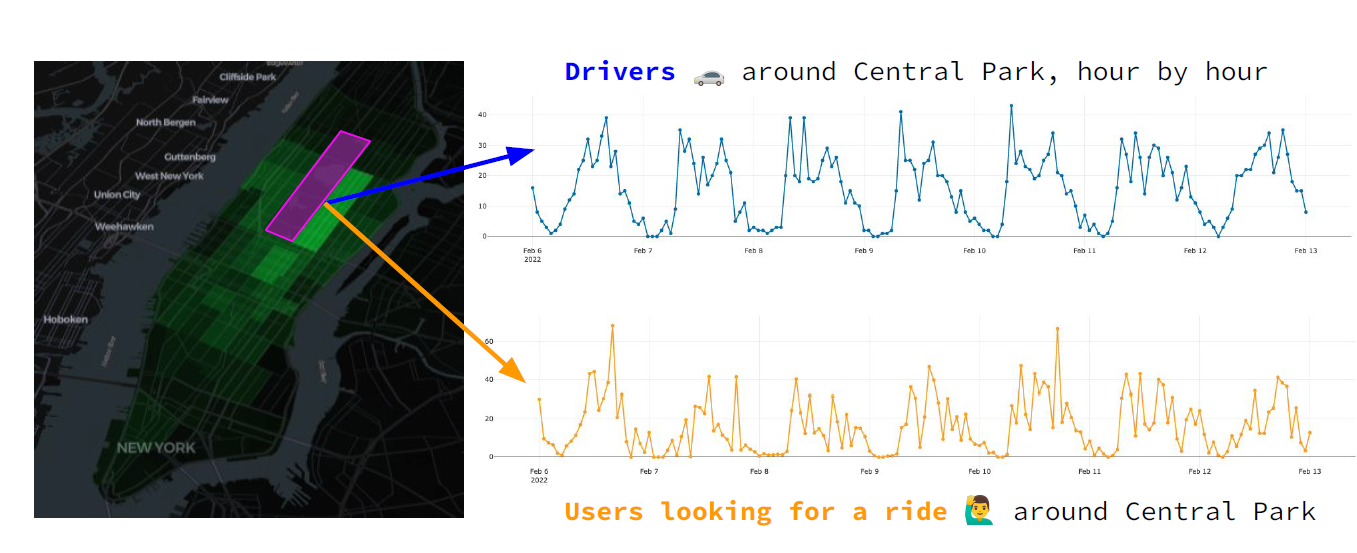 Drivers 🚗 around Central Park, hour by hour
Cliffside Park
Fairview
North Bergen
Guttenberg
West New York
Union City
Weehawken
Hoboken
NEW YORK
40
30
20
10
0
Feb 6 Feb 7 Feb 8 Feb 9 Feb 10 Feb 11 Feb 12 Feb 13
2022
60
40
20
0
Feb 6 Feb 7 Feb 8 Feb 9 Feb 10 Feb 11 Feb 12 Feb 13
2022
Users looking for a ride 🙋‍♂️ around Central Park